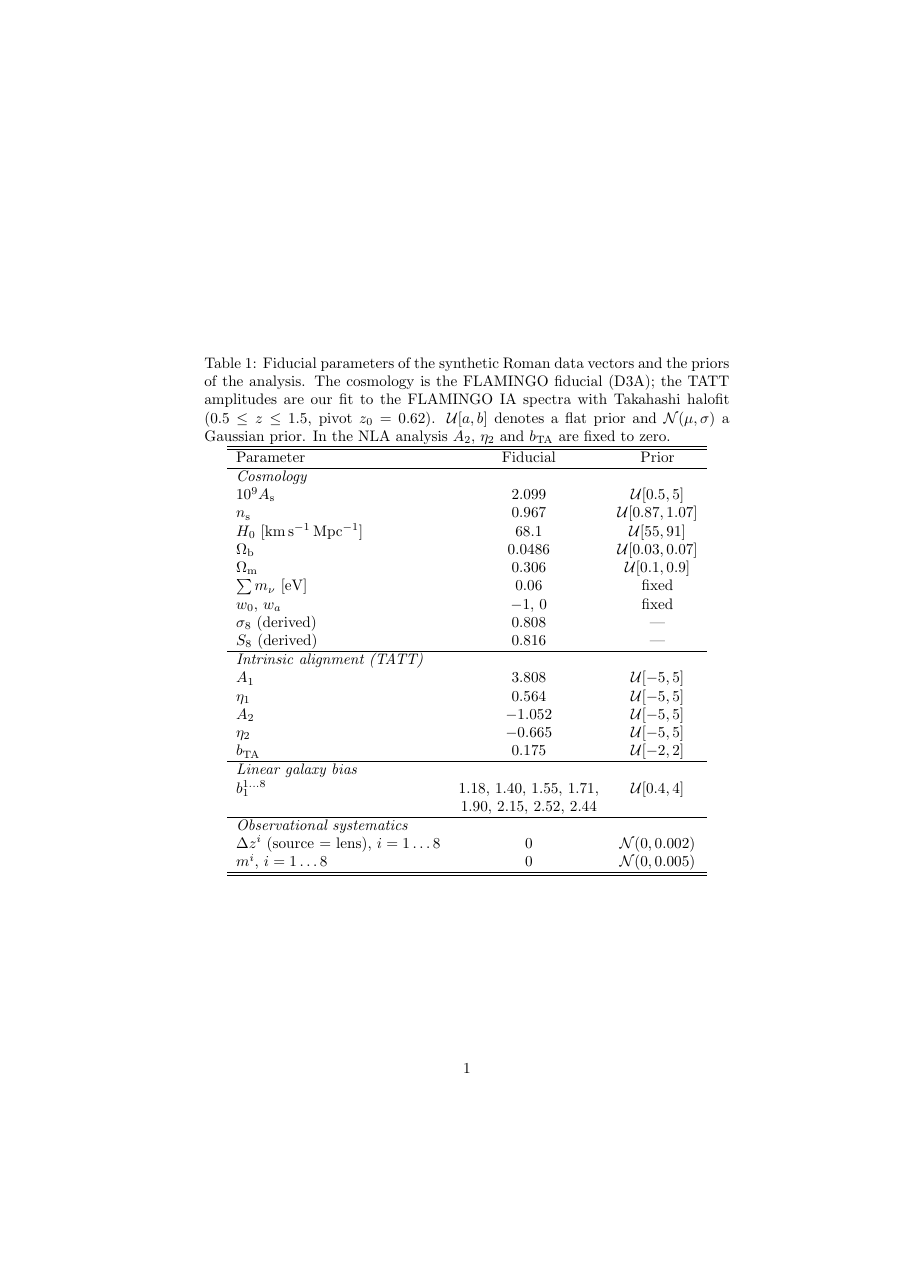 Table 1: Fiducial parameters of the synthetic Roman data vectors and the priors
of the analysis. The cosmology is the FLAMINGO fiducial (D3A); the TATT
amplitudes are our fit to the FLAMINGO IA spectra with Takahashi halofit
(0.5 ≤ z ≤ 1.5, pivot z₀ = 0.62). 𝒰[a, b] denotes a flat prior and 𝒩(μ, σ) a
Gaussian prior. In the NLA analysis A₂, η₂ and b_TA are fixed to zero.
Parameter Fiducial Prior
Cosmology
10⁹A_s 2.099 𝒰[0.5, 5]
n_s 0.967 𝒰[0.87, 1.07]
H₀ [km s⁻¹ Mpc⁻¹] 68.1 𝒰[55, 91]
Ω_b 0.0486 𝒰[0.03, 0.07]
Ω_m 0.306 𝒰[0.1, 0.9]
∑ m_ν [eV] 0.06 fixed
w₀, w_a −1, 0 fixed
σ₈ (derived) 0.808 —
S₈ (derived) 0.816 —
Intrinsic alignment (TATT)
A₁ 3.808 𝒰[−5, 5]
η₁ 0.564 𝒰[−5, 5]
A₂ −1.052 𝒰[−5, 5]
η₂ −0.665 𝒰[−5, 5]
b_TA 0.175 𝒰[−2, 2]
Linear galaxy bias
b₁^{1...8} 1.18, 1.40, 1.55, 1.71, 𝒰[0.4, 4]
1.90, 2.15, 2.52, 2.44
Observational systematics
Δzⁱ (source = lens), i = 1 . . . 8 0 𝒩(0, 0.002)
mⁱ, i = 1 . . . 8 0 𝒩(0, 0.005)
1